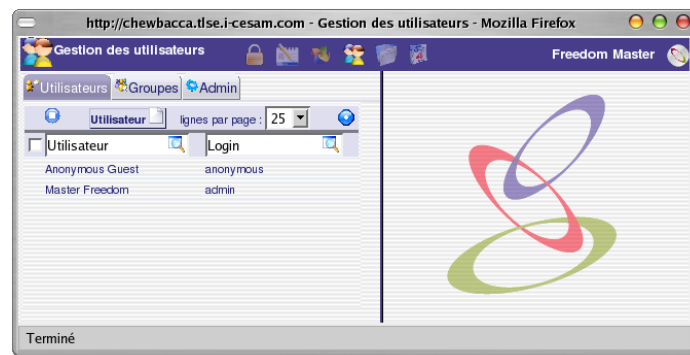 http://chewbacca.tlse.i-cesam.com - Gestion des utilisateurs - Mozilla Firefox
Gestion des utilisateurs Freedom Master
Utilisateurs Groupes Admin
Utilisateur lignes par page : 25
Utilisateur Login
Anonymous Guest anonymous
Master Freedom admin
Terminé